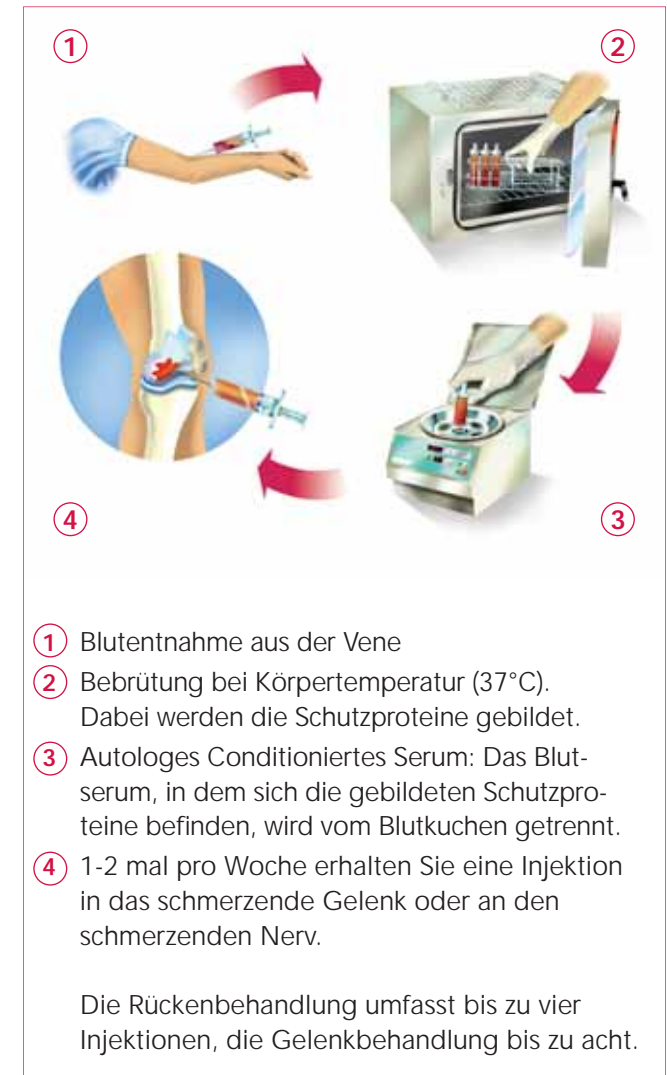 1
2
4
3
1 Blutentnahme aus der Vene
2 Bebrütung bei Körpertemperatur (37°C).
Dabei werden die Schutzproteine gebildet.
3 Autologes Conditioniertes Serum: Das Blut-
serum, in dem sich die gebildeten Schutzpro-
teine befinden, wird vom Blutkuchen getrennt.
4 1-2 mal pro Woche erhalten Sie eine Injektion
in das schmerzende Gelenk oder an den
schmerzenden Nerv.
Die Rückenbehandlung umfasst bis zu vier
Injektionen, die Gelenkbehandlung bis zu acht.